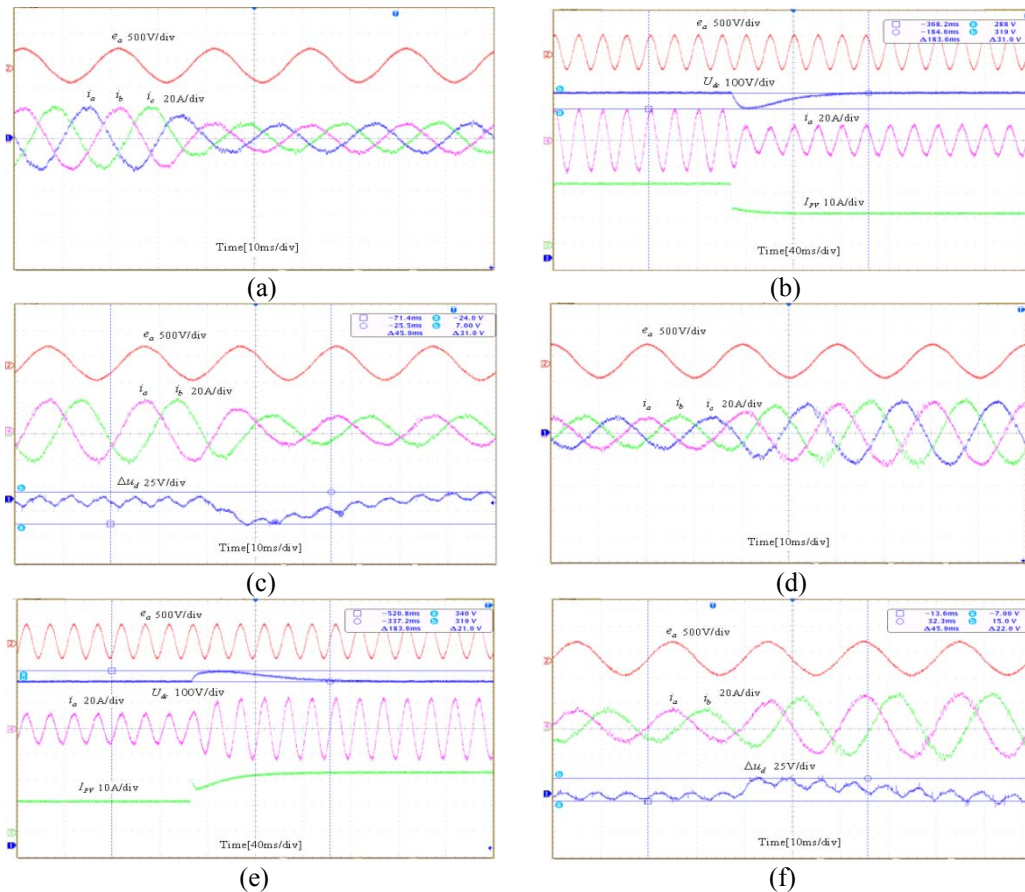 e_a 500V/div
i_a i_b i_c 20A/div
Time[10ms/div]
(a)
-368.2ms a 288 V
-184.6ms b 319 V
Δ183.6ms Δ31.0 V
e_a 500V/div
U_dc 100V/div
i_a 20A/div
I_PV 10A/div
Time[40ms/div]
(b)
-71.4ms a -24.0 V
-25.5ms b 7.00 V
Δ45.9ms Δ31.0 V
e_a 500V/div
i_a i_b 20A/div
Δu_d 25V/div
Time[10ms/div]
(c)
e_a 500V/div
i_a i_b i_c 20A/div
Time[10ms/div]
(d)
-520.8ms a 340 V
-337.2ms b 319 V
Δ183.6ms Δ21.0 V
e_a 500V/div
U_dc 100V/div
i_a 20A/div
I_PV 10A/div
Time[40ms/div]
(e)
-13.6ms a -7.00 V
32.3ms b 15.0 V
Δ45.9ms Δ22.0 V
e_a 500V/div
i_a i_b 20A/div
Δu_d 25V/div
Time[10ms/div]
(f)